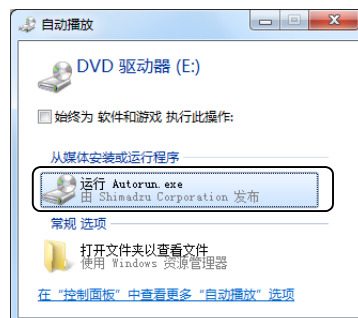 自动播放
DVD 驱动器 (E:)
始终为 软件和游戏 执行此操作:
从媒体安装或运行程序
运行 Autorun.exe
由 Shimadzu Corporation 发布
常规 选项
打开文件夹以查看文件
使用 Windows 资源管理器
在“控制面板”中查看更多“自动播放”选项